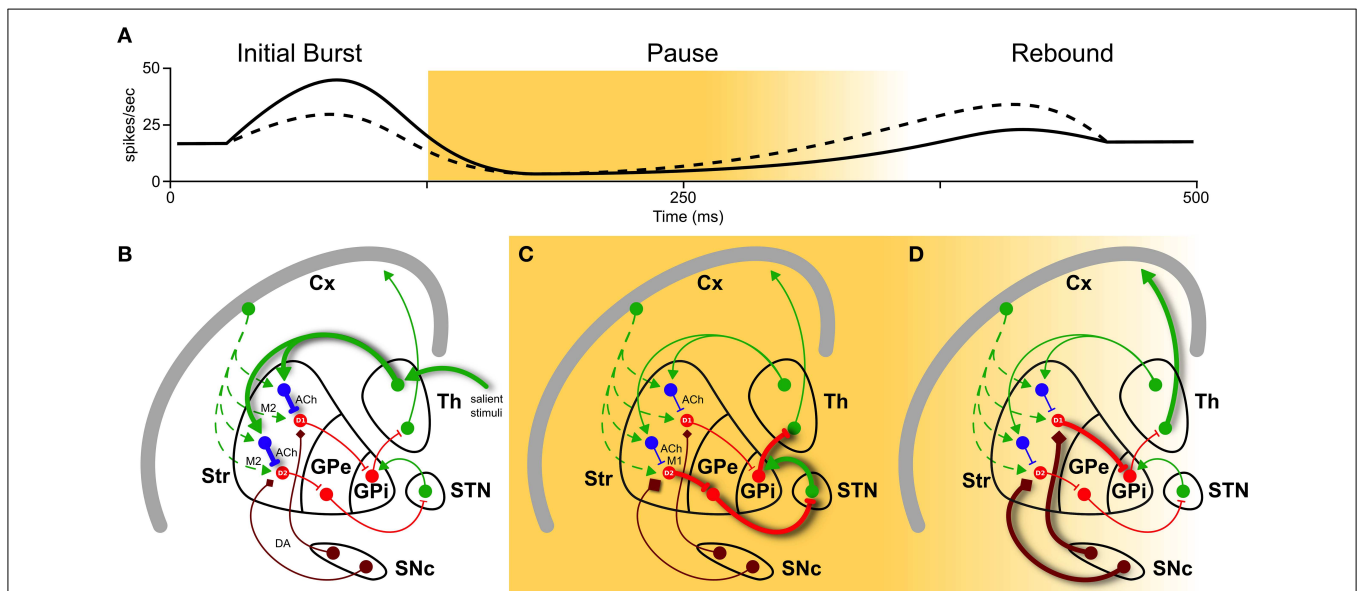 A
Initial Burst Pause Rebound
50
25
0
spikes/sec
0 250 500
Time (ms)
B
Cx
ACh
M2
D1
Th
salient
stimuli
M2
ACh
D2
Str
GPe
GPi
STN
DA
SNc
C
Cx
ACh
D1
Th
ACh
M1
D2
Str
GPe
GPi
STN
SNc
D
Cx
D1
Th
D2
Str
GPe
GPi
STN
SNc